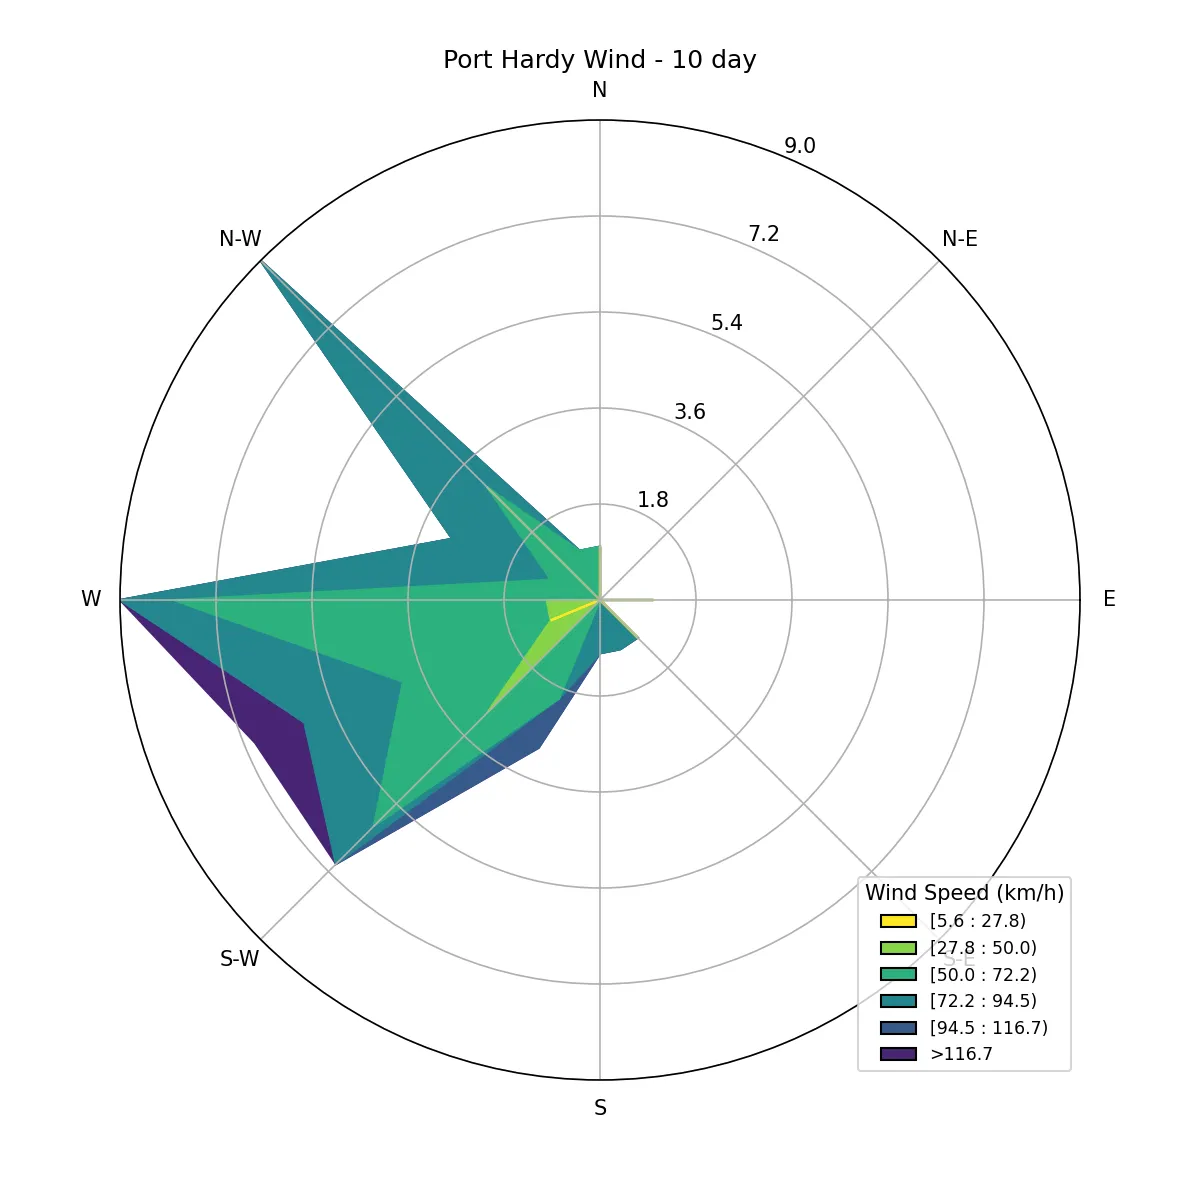 Port Hardy Wind - 10 day
N
9.0
N-W
N-E
7.2
5.4
3.6
1.8
W
E
S-W
S-E
S
Wind Speed (km/h)
[5.6 : 27.8)
[27.8 : 50.0)
[50.0 : 72.2)
[72.2 : 94.5)
[94.5 : 116.7)
>116.7